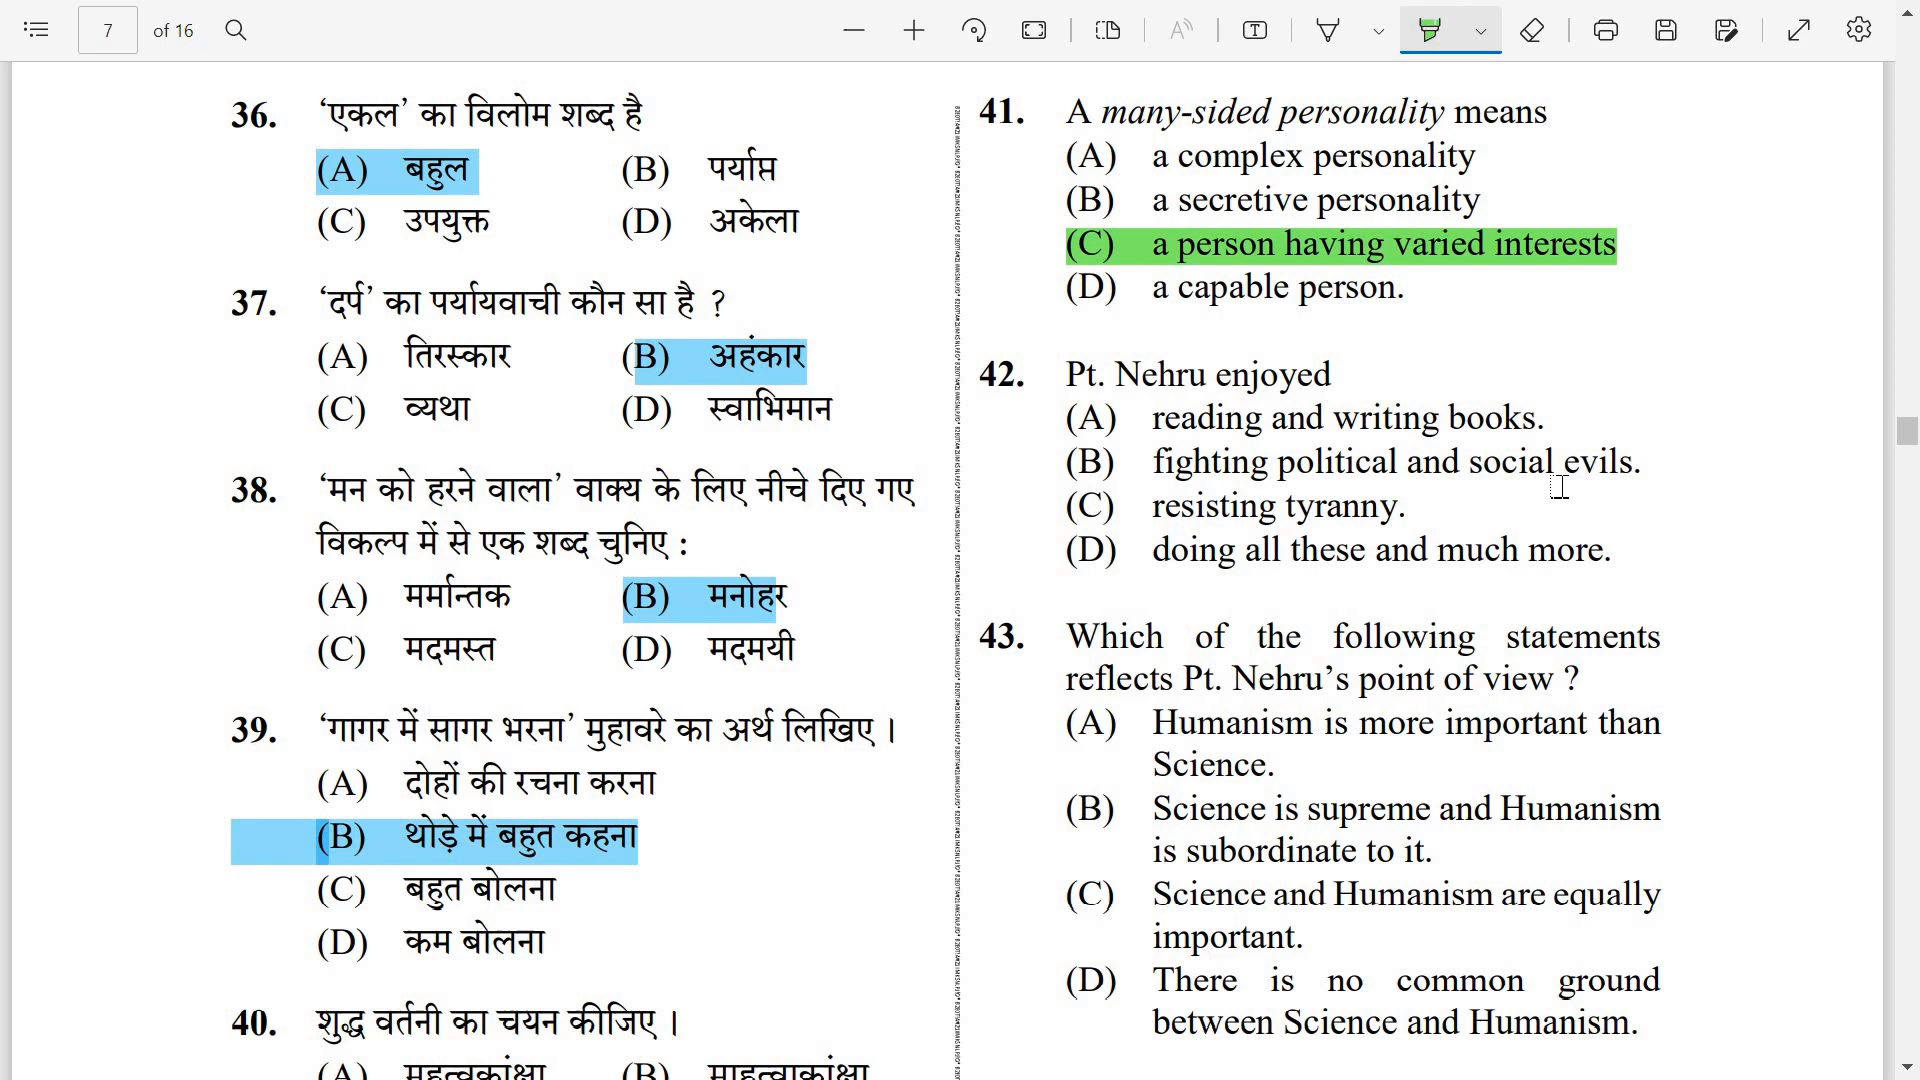 7 of 16
36. ‘एकल’ का विलोम शब्द है
(A) बहुल (B) पर्याप्त
(C) उपयुक्त (D) अकेला
37. ‘दर्प’ का पर्यायवाची कौन सा है ?
(A) तिरस्कार (B) अहंकार
(C) व्यथा (D) स्वाभिमान
38. ‘मन को हरने वाला’ वाक्य के लिए नीचे दिए गए
विकल्प में से एक शब्द चुनिए :
(A) मर्मान्तक (B) मनोहर
(C) मदमस्त (D) मदमयी
39. ‘गागर में सागर भरना’ मुहावरे का अर्थ लिखिए ।
(A) दोहों की रचना करना
(B) थोड़े में बहुत कहना
(C) बहुत बोलना
(D) कम बोलना
40. शुद्ध वर्तनी का चयन कीजिए ।
(A) महत्वकांक्षा (B) माहत्वाकांक्षा
41. A many-sided personality means
(A) a complex personality
(B) a secretive personality
(C) a person having varied interests
(D) a capable person.
42. Pt. Nehru enjoyed
(A) reading and writing books.
(B) fighting political and social evils.
(C) resisting tyranny.
(D) doing all these and much more.
43. Which of the following statements
reflects Pt. Nehru’s point of view ?
(A) Humanism is more important than
Science.
(B) Science is supreme and Humanism
is subordinate to it.
(C) Science and Humanism are equally
important.
(D) There is no common ground
between Science and Humanism.